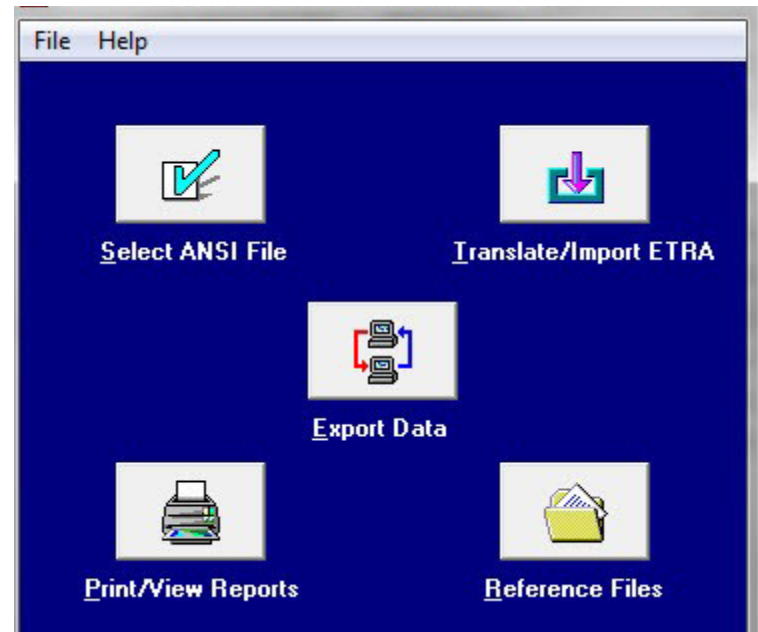 File Help
Select ANSI File
Translate/Import ETRA
Export Data
Print/View Reports
Reference Files